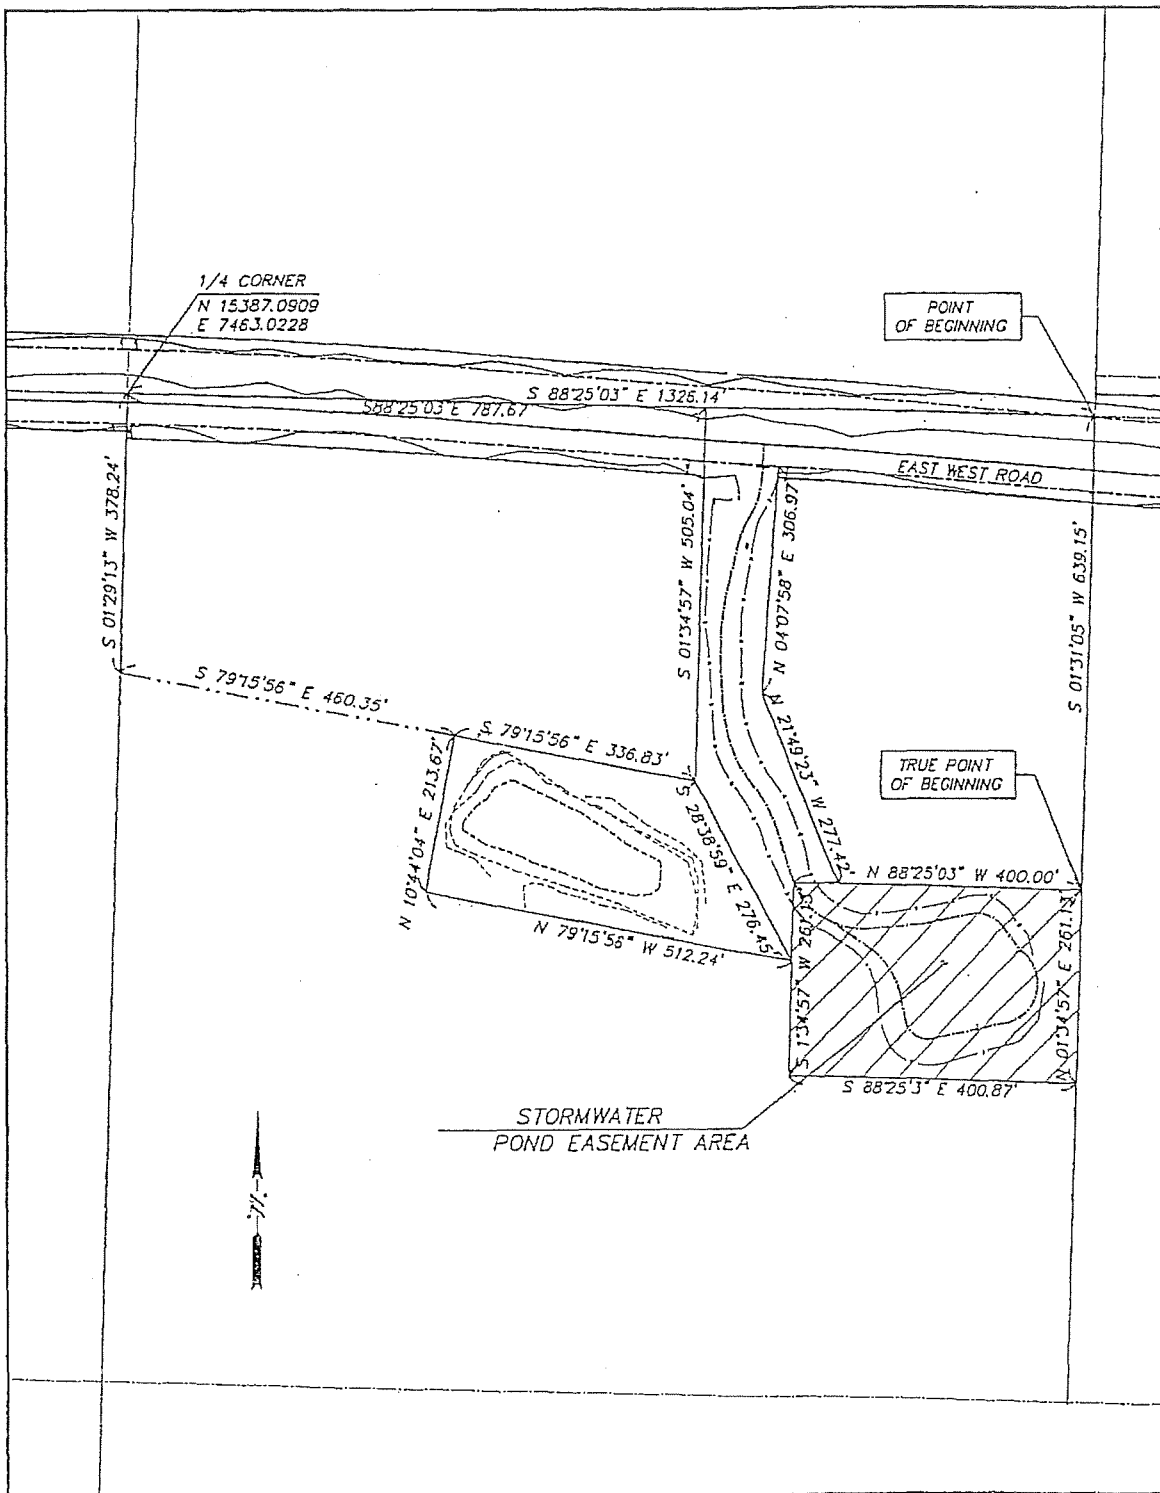 1/4 CORNER
N 15387.0909
E 7463.0228
POINT
OF BEGINNING
S 88°25'03" E 1326.14'
S88°25'03 E 787.67
EAST WEST ROAD
S 01°29'13" W 378.24'
S 01°34'57" W 505.04'
N 04°07'58" E 306.97'
S 01°31'05" W 639.15'
S 79°15'56" E 460.35'
S 79°15'56" E 336.83'
N 21°49'23" W 277.42'
TRUE POINT
OF BEGINNING
N 10°44'04" E 213.67'
S 28°38'59" E 276.45'
N 88°25'03" W 400.00'
N 79°15'56" W 512.24'
S 1°34'57" W 261.13'
N 01°34'57" E 261.13'
S 88°25'3" E 400.87'
STORMWATER
POND EASEMENT AREA